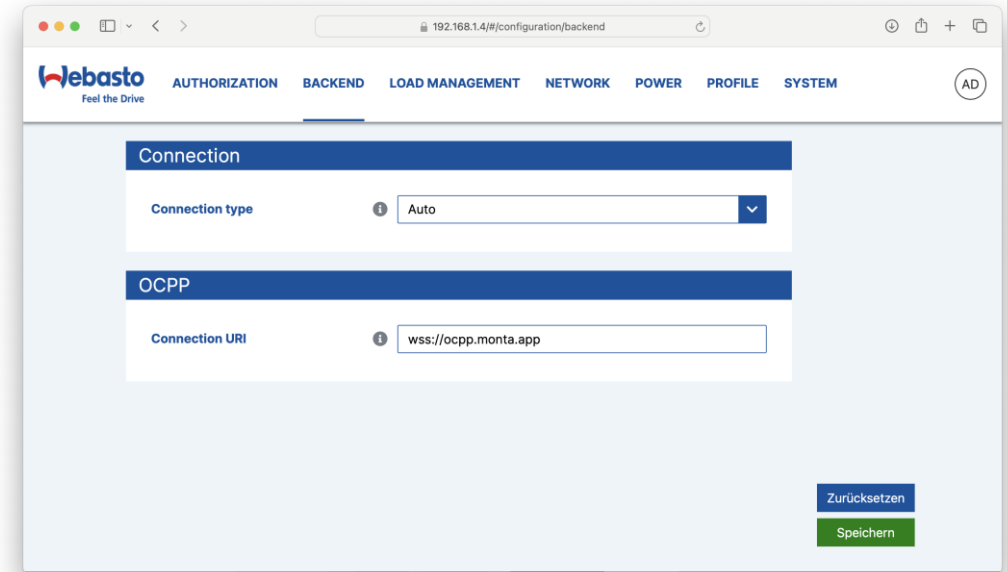 192.168.1.4/#/configuration/backend
Webasto
Feel the Drive
AUTHORIZATION BACKEND LOAD MANAGEMENT NETWORK POWER PROFILE SYSTEM AD
Connection
Connection type Auto
OCPP
Connection URI wss://ocpp.monta.app
Zurücksetzen
Speichern